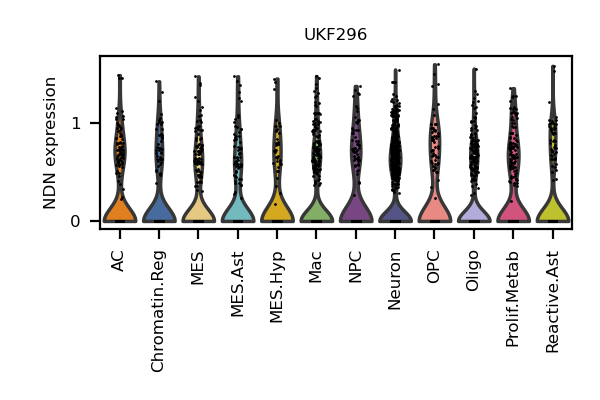 UKF296
NDN expression
1
0
AC
Chromatin.Reg
MES
MES.Ast
MES.Hyp
Mac
NPC
Neuron
OPC
Oligo
Prolif.Metab
Reactive.Ast